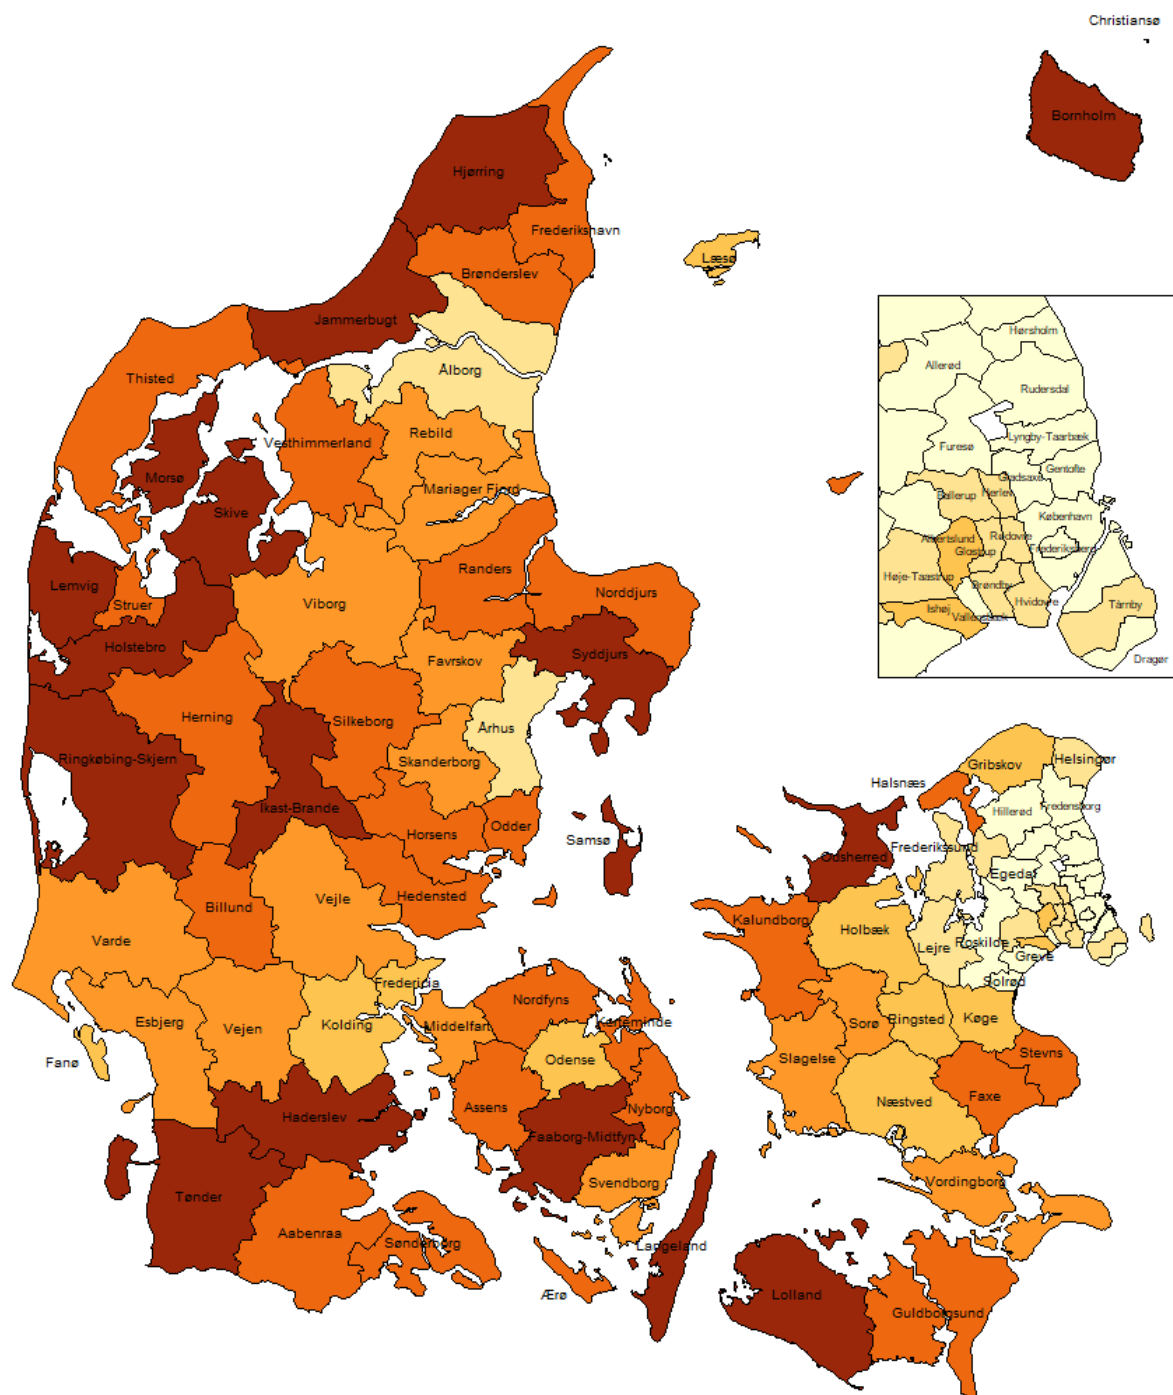 Christiansø
Bornholm
Hjørring
Frederikshavn
Læsø
Brønderslev
Jammerbugt
Ålborg
Thisted
Vesthimmerland
Rebild
Morsø
Mariager Fjord
Skive
Lemvig
Struer
Viborg
Randers
Norddjurs
Holstebro
Favrskov
Syddjurs
Herning
Silkeborg
Århus
Ringkøbing-Skjern
Skanderborg
Ikast-Brande
Horsens
Odder
Samsø
Hedensted
Billund
Vejle
Varde
Fredericia
Esbjerg
Vejen
Kolding
Middelfart
Nordfyns
Kerteminde
Fanø
Odense
Assens
Nyborg
Haderslev
Faaborg-Midtfyn
Svendborg
Tønder
Aabenraa
Sønderborg
Langeland
Ærø
Hørsholm
Allerød
Rudersdal
Furesø
Lyngby-Taarbæk
Gladsaxe
Gentofte
Ballerup
Herlev
København
Albertslund
Glostrup
Rødovre
Frederiksberg
Høje-Taastrup
Brøndby
Ishøj
Vallensbæk
Hvidovre
Tårnby
Dragør
Gribskov
Helsingør
Halsnæs
Hillerød
Fredensborg
Odsherred
Frederikssund
Egedal
Kalundborg
Holbæk
Lejre
Roskilde
Greve
Solrød
Sorø
Ringsted
Køge
Slagelse
Stevns
Næstved
Faxe
Vordingborg
Lolland
Guldborgsund